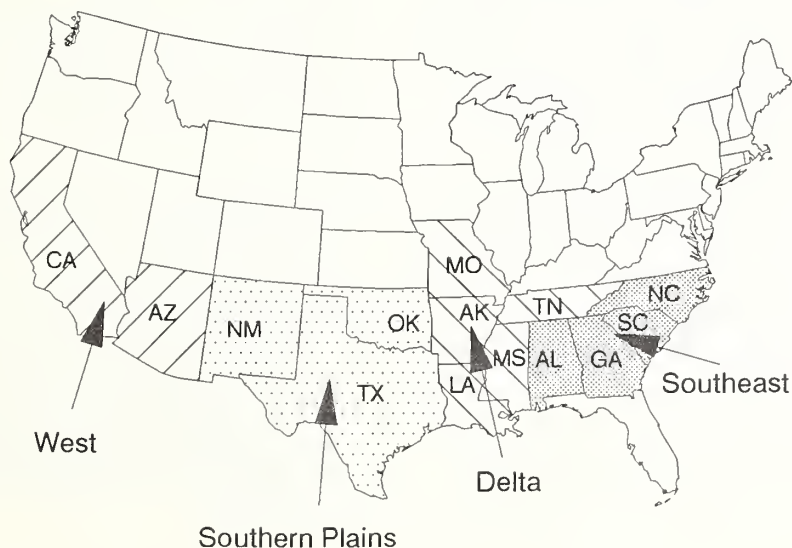 MO
CA
NC
AZ
AK
TN
NM
OK
SC
MS
AL
GA
LA
TX
Southeast
West
Delta
Southern Plains